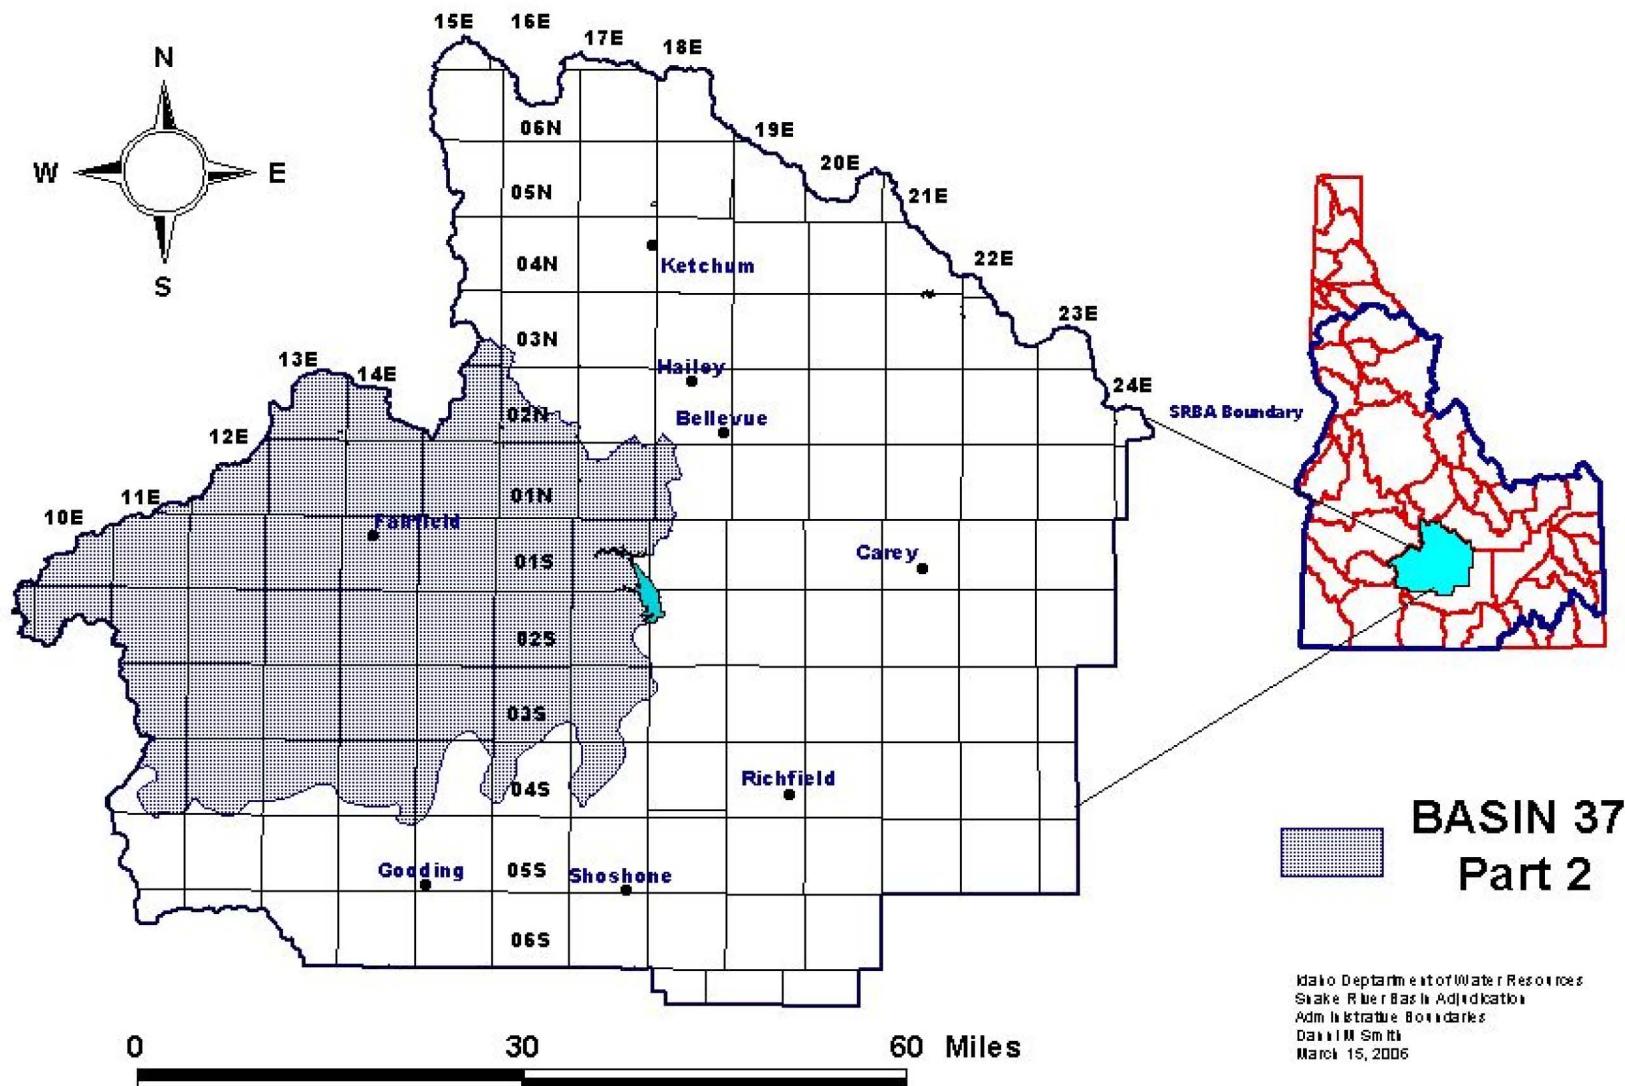 15E
16E
17E
18E
N
W
E
S
06N
19E
20E
05N
21E
04N
Ketchum
22E
03N
23E
13E
14E
Hailey
24E
02N
Bellevue
SRBA Boundary
12E
11E
01N
10E
Fairfield
01S
Carey
02S
03S
04S
Richfield
BASIN 37
Part 2
Gooding
05S
Shoshone
06S
Idaho Deptartment of Water Resources
Snake River Basin Adjudication
Administrative Boundaries
Danni M Smith
March 15, 2006
0 30 60 Miles